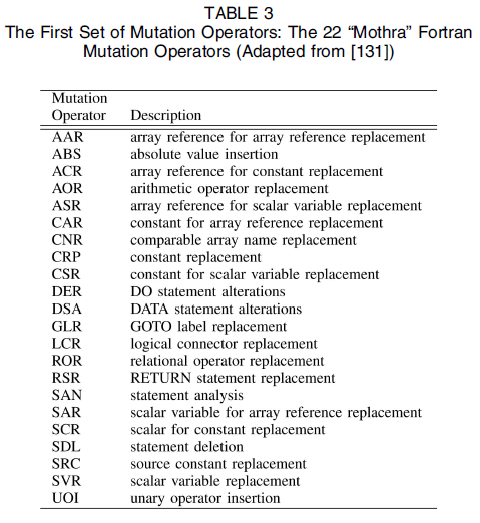 TABLE 3
The First Set of Mutation Operators: The 22 “Mothra” Fortran
Mutation Operators (Adapted from [131])
Mutation
Operator Description
AAR array reference for array reference replacement
ABS absolute value insertion
ACR array reference for constant replacement
AOR arithmetic operator replacement
ASR array reference for scalar variable replacement
CAR constant for array reference replacement
CNR comparable array name replacement
CRP constant replacement
CSR constant for scalar variable replacement
DER DO statement alterations
DSA DATA statement alterations
GLR GOTO label replacement
LCR logical connector replacement
ROR relational operator replacement
RSR RETURN statement replacement
SAN statement analysis
SAR scalar variable for array reference replacement
SCR scalar for constant replacement
SDL statement deletion
SRC source constant replacement
SVR scalar variable replacement
UOI unary operator insertion